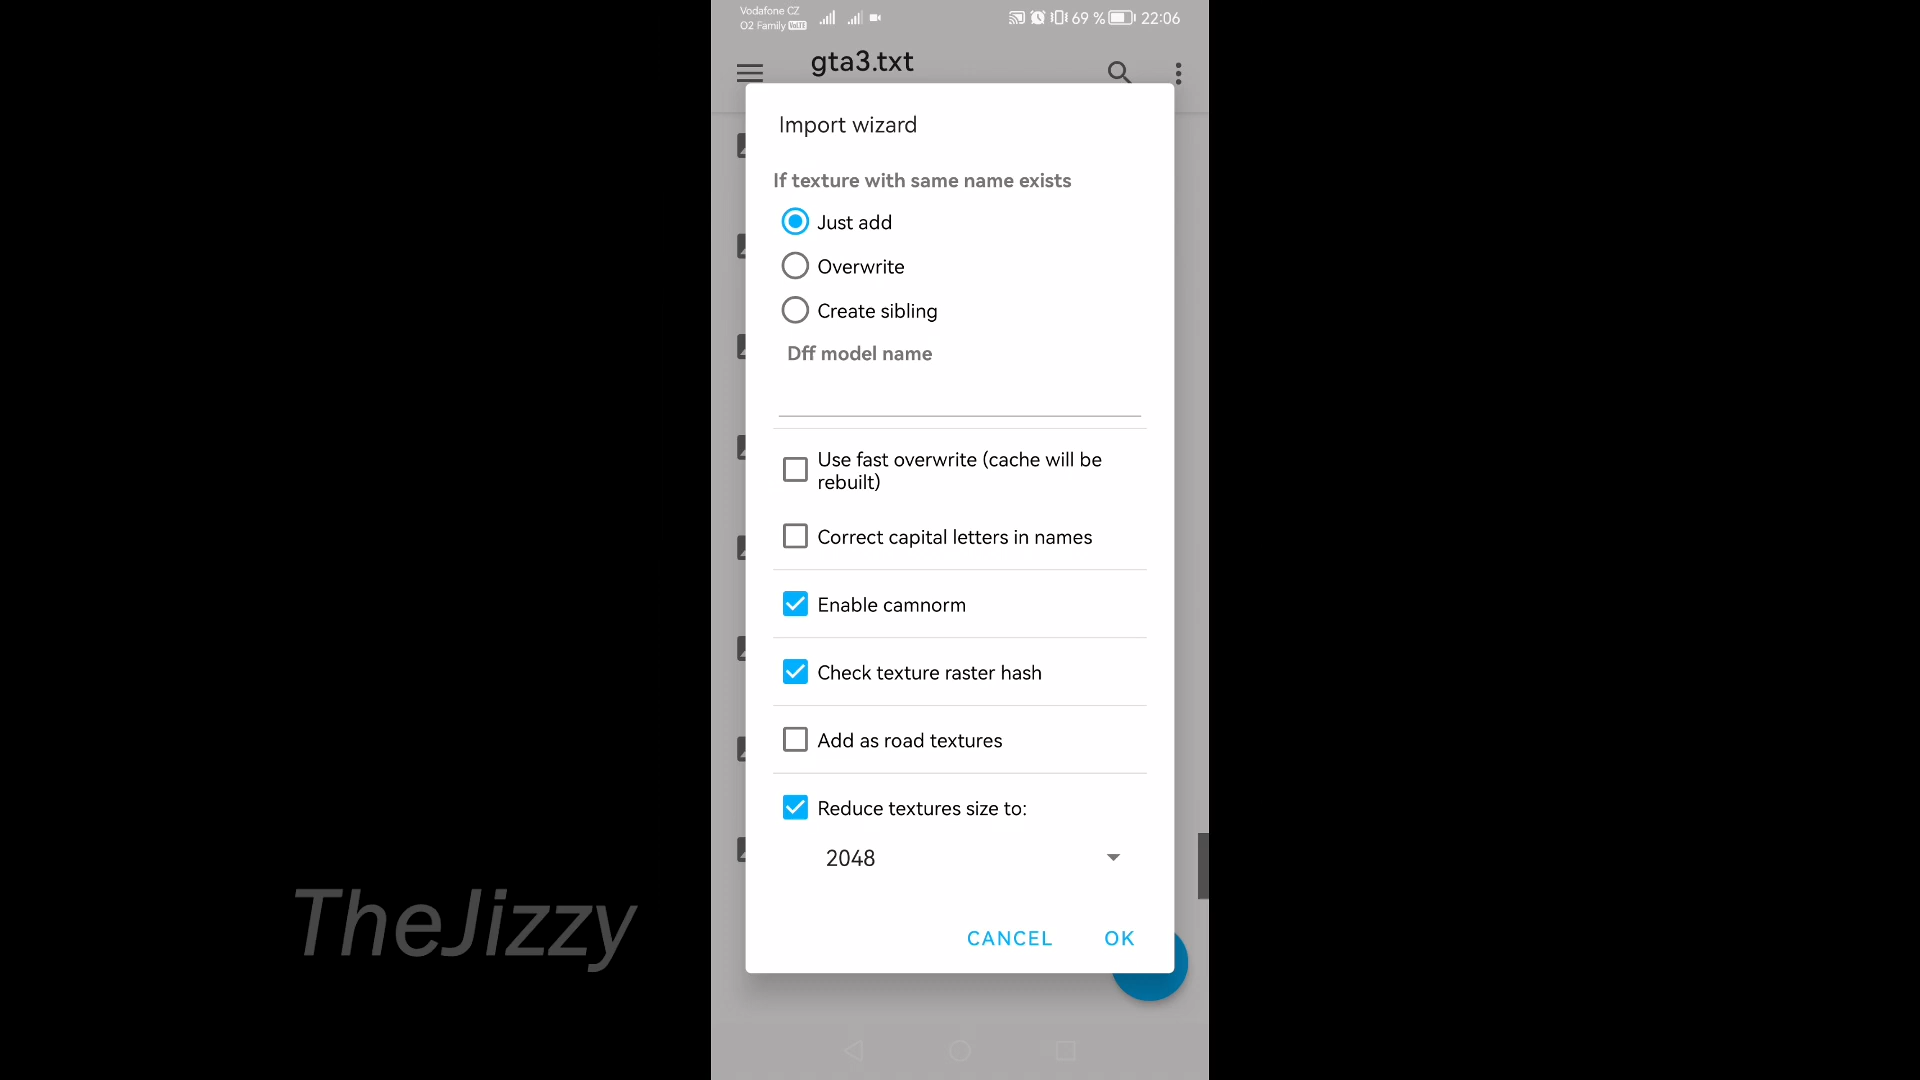 Vodafone CZ
O2 Family VoLTE
69 % 22:06
gta3.txt
Import wizard
If texture with same name exists
Just add
Overwrite
Create sibling
Dff model name
Use fast overwrite (cache will be
rebuilt)
Correct capital letters in names
Enable camnorm
Check texture raster hash
Add as road textures
Reduce textures size to:
2048
CANCEL OK
TheJizzy